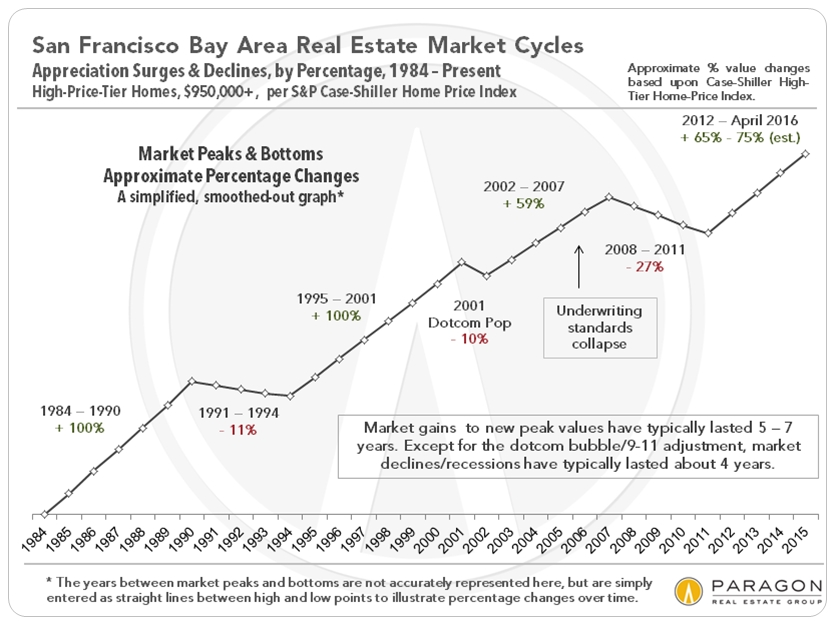 San Francisco Bay Area Real Estate Market Cycles
Appreciation Surges & Declines, by Percentage, 1984 – Present
High-Price-Tier Homes, $950,000+, per S&P Case-Shiller Home Price Index
Approximate % value changes
based upon Case-Shiller High-
Tier Home-Price Index.
2012 – April 2016
+ 65% - 75% (est.)
Market Peaks & Bottoms
Approximate Percentage Changes
A simplified, smoothed-out graph*
2002 – 2007
+ 59%
2008 – 2011
- 27%
1995 – 2001
+ 100%
2001
Dotcom Pop
- 10%
Underwriting
standards
collapse
1984 – 1990
+ 100%
1991 – 1994
- 11%
Market gains to new peak values have typically lasted 5 – 7
years. Except for the dotcom bubble/9-11 adjustment, market
declines/recessions have typically lasted about 4 years.
1984 1985 1986 1987 1988 1989 1990 1991 1992 1993 1994 1995 1996 1997 1998 1999 2000 2001 2002 2003 2004 2005 2006 2007 2008 2009 2010 2011 2012 2013 2014 2015
* The years between market peaks and bottoms are not accurately represented here, but are simply
entered as straight lines between high and low points to illustrate percentage changes over time.
PARAGON
REAL ESTATE GROUP